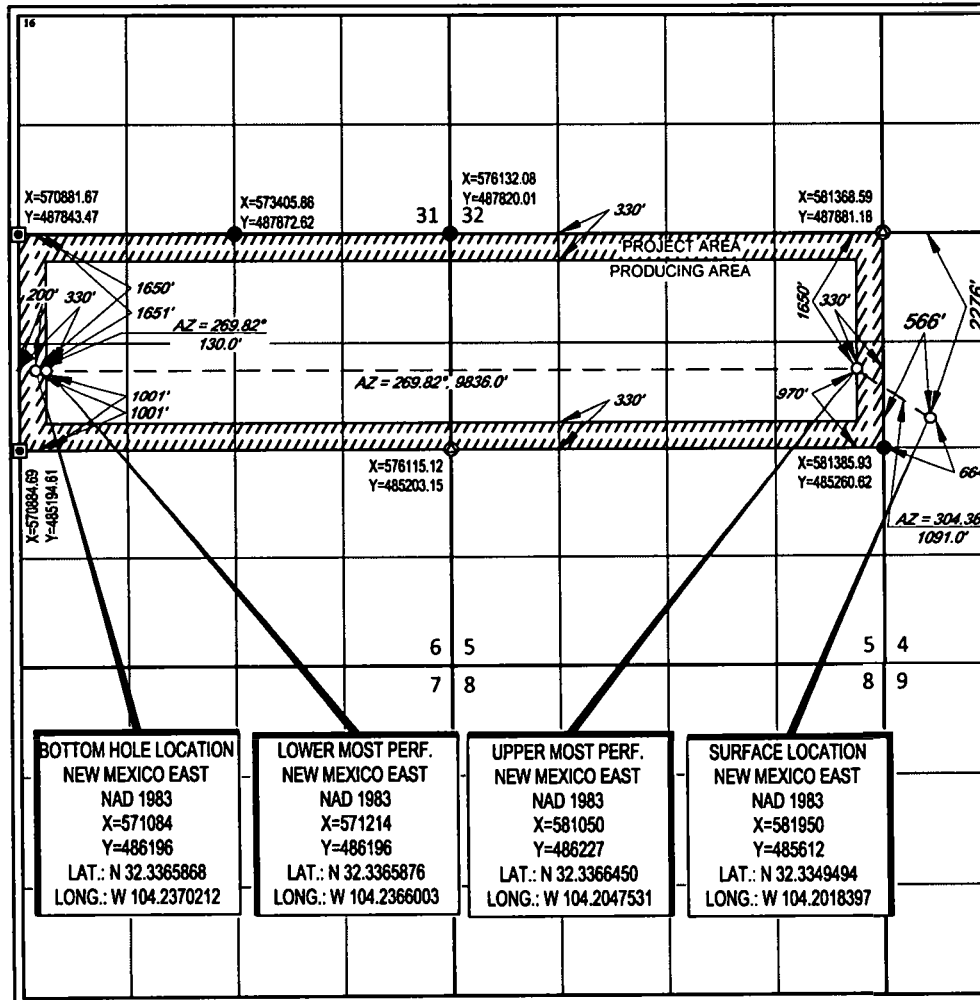 16
X=570881.67
Y=487843.47
X=573405.86
Y=487872.62
X=576132.08
Y=487820.01
31 32
330'
X=581368.59
Y=487881.18
PROJECT AREA
PRODUCING AREA
200'
330'
1650'
1651'
AZ = 269.82°
130.0'
1650'
330'
566'
2276'
AZ = 269.82°, 9836.0'
1001'
1001'
330'
970'
X=570884.69
Y=485194.61
X=576115.12
Y=485203.15
X=581385.93
Y=485260.62
AZ = 304.36
1091.0'
6 5
7 8
5 4
8 9
BOTTOM HOLE LOCATION
NEW MEXICO EAST
NAD 1983
X=571084
Y=486196
LAT.: N 32.3365868
LONG.: W 104.2370212
LOWER MOST PERF.
NEW MEXICO EAST
NAD 1983
X=571214
Y=486196
LAT.: N 32.3365876
LONG.: W 104.2366003
UPPER MOST PERF.
NEW MEXICO EAST
NAD 1983
X=581050
Y=486227
LAT.: N 32.3366450
LONG.: W 104.2047531
SURFACE LOCATION
NEW MEXICO EAST
NAD 1983
X=581950
Y=485612
LAT.: N 32.3349494
LONG.: W 104.2018397